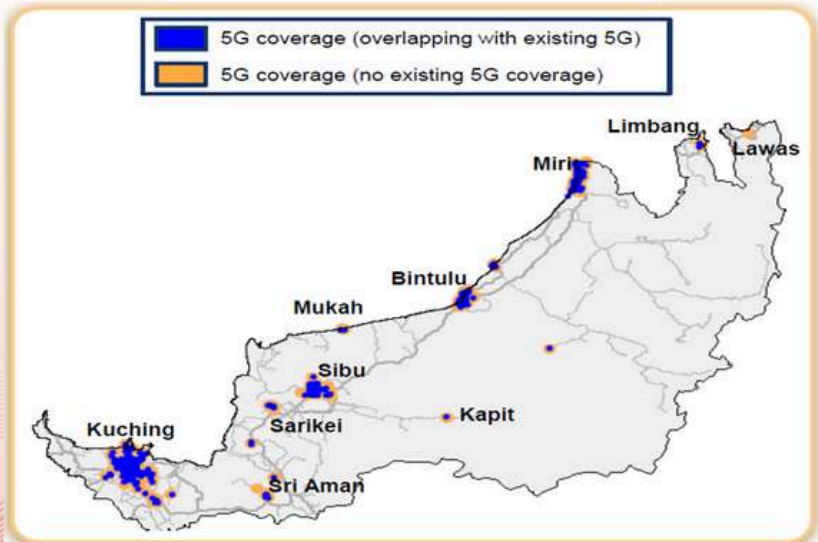 5G coverage (overlapping with existing 5G)
5G coverage (no existing 5G coverage)
Limbang
Lawas
Miri
Bintulu
Mukah
Sibu
Kuching
Sarikei
Kapit
Sri Aman